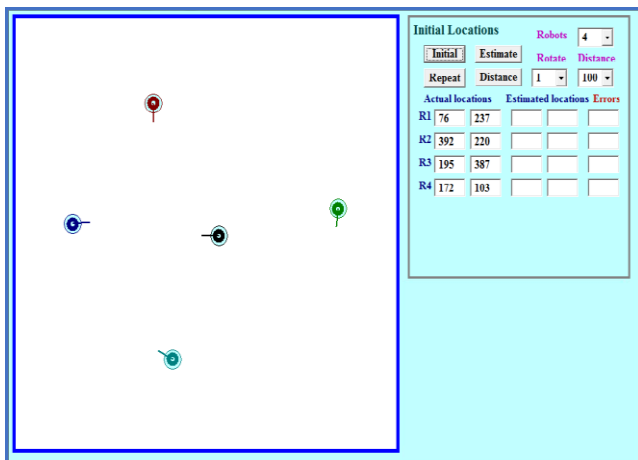 Initial Locations
Robots 4
Initial Estimate Rotate Distance
Repeat Distance 1 100
Actual locations Estimated locations Errors
R1 76 237
R2 392 220
R3 195 387
R4 172 103